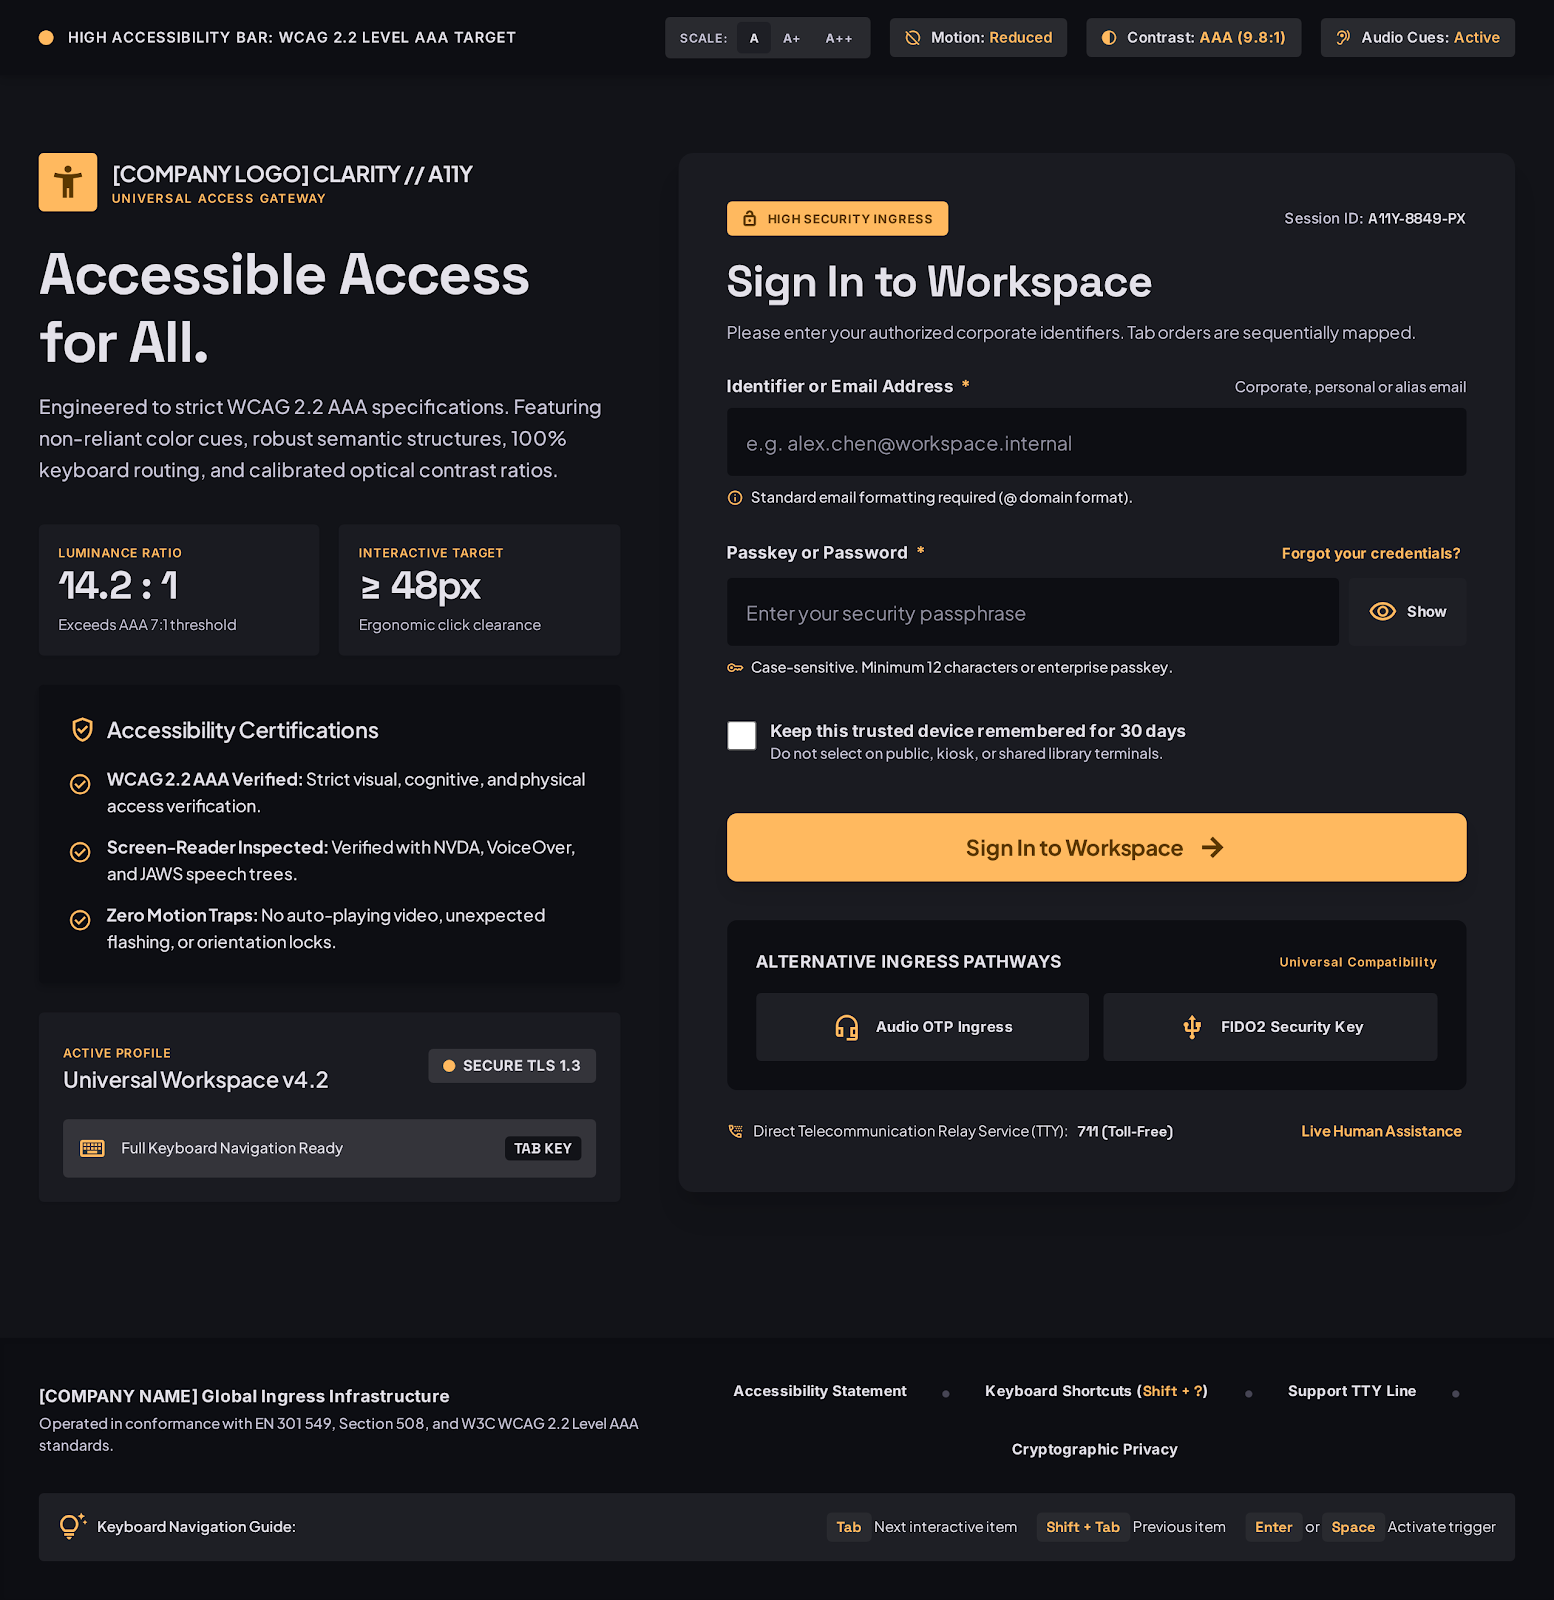 HIGH ACCESSIBILITY BAR: WCAG 2.2 LEVEL AAA TARGET
SCALE: A A+ A++
Motion: Reduced
Contrast: AAA (9.8:1)
Audio Cues: Active
[COMPANY LOGO] CLARITY // A11Y
UNIVERSAL ACCESS GATEWAY
Accessible Access
for All.
Engineered to strict WCAG 2.2 AAA specifications. Featuring
non-reliant color cues, robust semantic structures, 100%
keyboard routing, and calibrated optical contrast ratios.
LUMINANCE RATIO
14.2 : 1
Exceeds AAA 7:1 threshold
INTERACTIVE TARGET
≥ 48px
Ergonomic click clearance
Accessibility Certifications
WCAG 2.2 AAA Verified: Strict visual, cognitive, and physical
access verification.
Screen-Reader Inspected: Verified with NVDA, VoiceOver,
and JAWS speech trees.
Zero Motion Traps: No auto-playing video, unexpected
flashing, or orientation locks.
ACTIVE PROFILE
Universal Workspace v4.2
SECURE TLS 1.3
Full Keyboard Navigation Ready
TAB KEY
HIGH SECURITY INGRESS
Session ID: A11Y-8849-PX
Sign In to Workspace
Please enter your authorized corporate identifiers. Tab orders are sequentially mapped.
Identifier or Email Address *
Corporate, personal or alias email
e.g. alex.chen@workspace.internal
Standard email formatting required (@ domain format).
Passkey or Password *
Forgot your credentials?
Enter your security passphrase
Show
Case-sensitive. Minimum 12 characters or enterprise passkey.
Keep this trusted device remembered for 30 days
Do not select on public, kiosk, or shared library terminals.
Sign In to Workspace
ALTERNATIVE INGRESS PATHWAYS
Universal Compatibility
Audio OTP Ingress
FIDO2 Security Key
Direct Telecommunication Relay Service (TTY): 711 (Toll-Free)
Live Human Assistance
[COMPANY NAME] Global Ingress Infrastructure
Operated in conformance with EN 301 549, Section 508, and W3C WCAG 2.2 Level AAA
standards.
Accessibility Statement
Keyboard Shortcuts (Shift + ?)
Support TTY Line
Cryptographic Privacy
Keyboard Navigation Guide:
Tab Next interactive item
Shift + Tab Previous item
Enter or Space Activate trigger